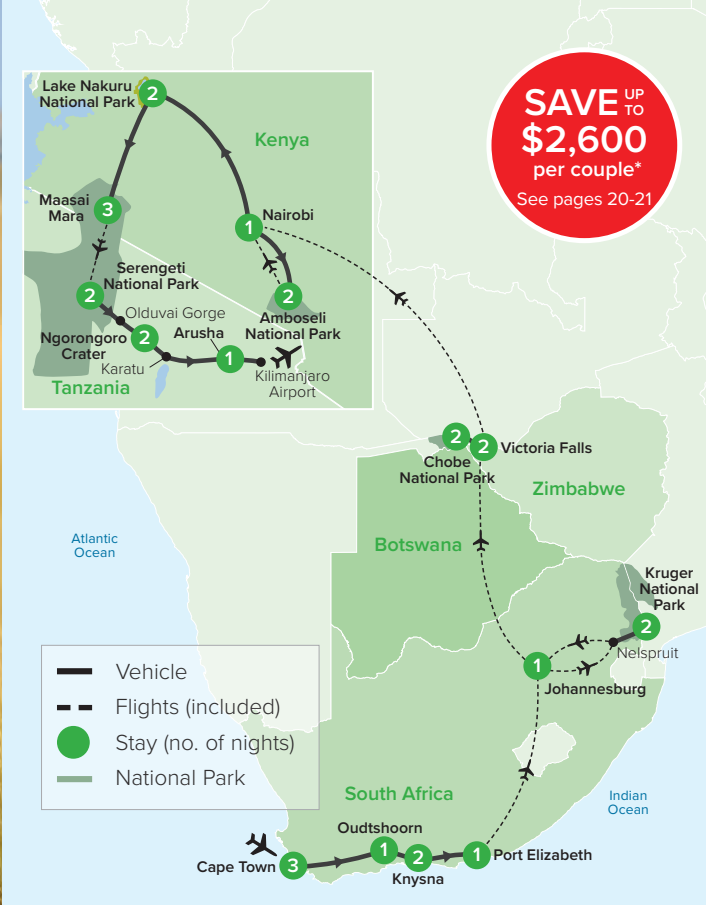 SAVE UP TO
$2,600
per couple*
See pages 20-21
Lake Nakuru
National Park
2
Kenya
Maasai
Mara
3
Nairobi
1
Serengeti
National Park
2
2
Amboseli
National Park
Olduvai Gorge
Ngorongoro
Crater
2
Arusha
1
Karatu
Kilimanjaro
Airport
Tanzania
2
2
Victoria Falls
Chobe
National Park
Zimbabwe
Botswana
Atlantic
Ocean
Kruger
National
Park
2
Nelspruit
1
Johannesburg
Vehicle
Flights (included)
Stay (no. of nights)
National Park
South Africa
Indian
Ocean
Oudtshoorn
1
2
1
Port Elizabeth
Cape Town
3
Knysna